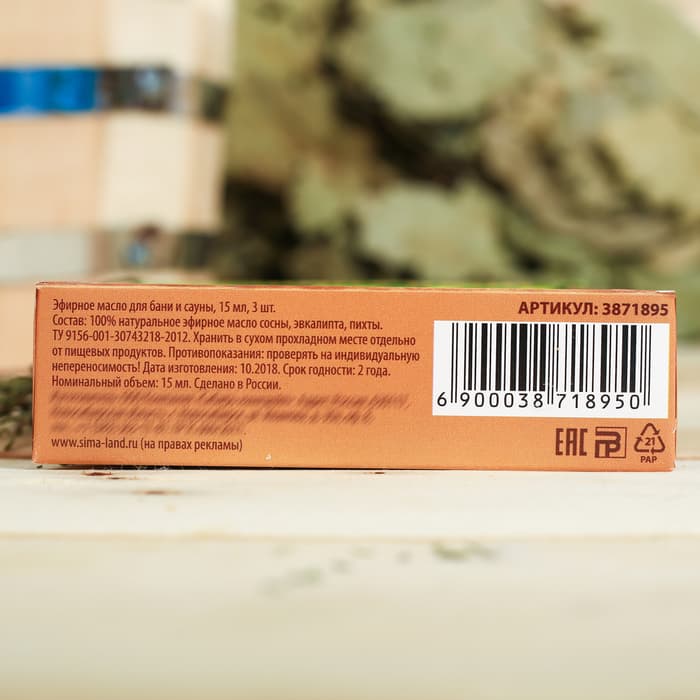 Эфирное масло для бани и сауны, 15 мл, 3 шт.
Состав: 100% натуральное эфирное масло сосны, эвкалипта, пихты.
ТУ 9156-001-30743218-2012. Хранить в сухом прохладном месте отдельно
от пищевых продуктов. Противопоказания: проверять на индивидуальную
непереносимость! Дата изготовления: 10.2018. Срок годности: 2 года.
Номинальный объем: 15 мл. Сделано в России.
www.sima-land.ru (на правах рекламы)
АРТИКУЛ: 3871895
6 900038 718950
EAC
21
PAP